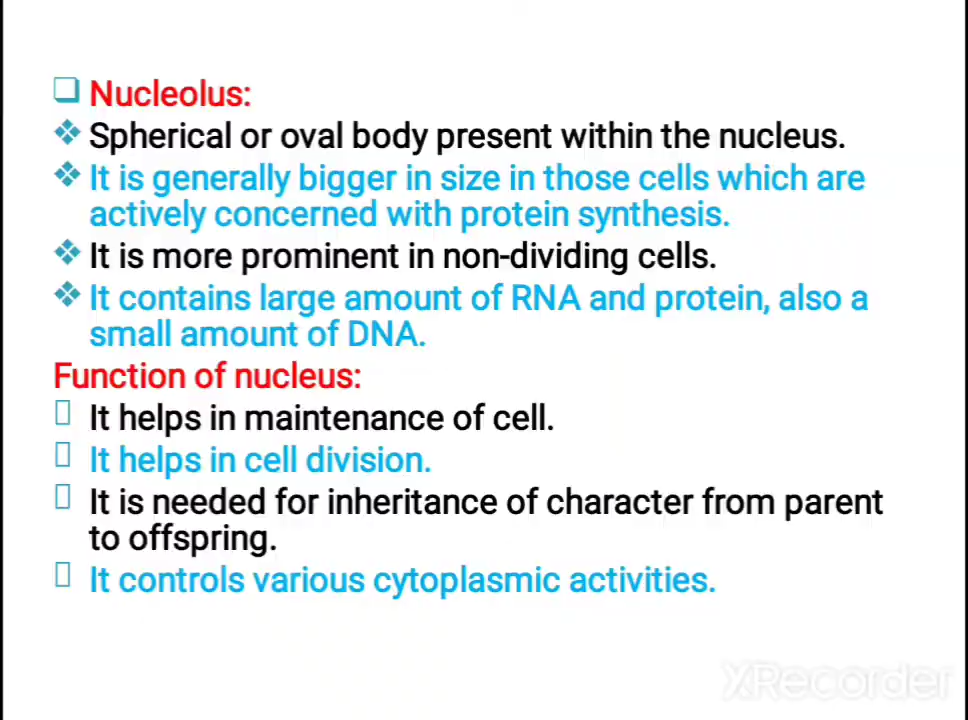 Nucleolus:
Spherical or oval body present within the nucleus.
It is generally bigger in size in those cells which are
actively concerned with protein synthesis.
It is more prominent in non-dividing cells.
It contains large amount of RNA and protein, also a
small amount of DNA.
Function of nucleus:
It helps in maintenance of cell.
It helps in cell division.
It is needed for inheritance of character from parent
to offspring.
It controls various cytoplasmic activities.
XRecorder